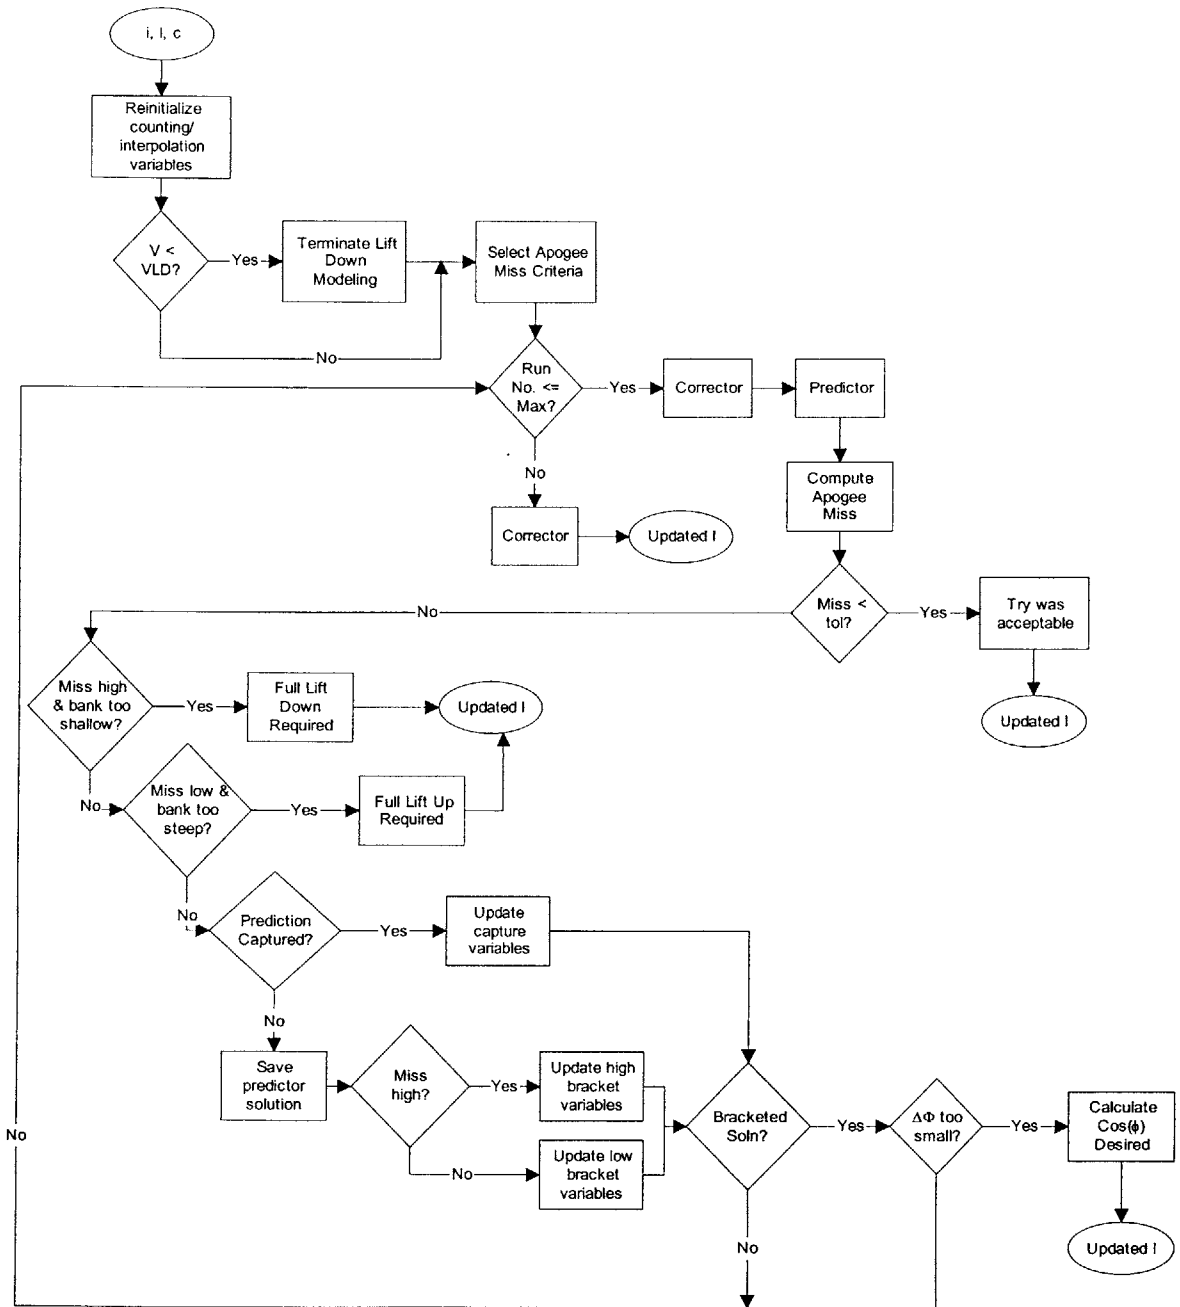 i, l, c
Reinitialize
counting/
interpolation
variables
V <
VLD?
Yes
Terminate Lift
Down
Modeling
Select Apogee
Miss Criteria
No
Run
No. <=
Max?
Yes
Corrector
Predictor
No
Compute
Apogee
Miss
Corrector
Updated l
No
Miss <
tol?
Yes
Try was
acceptable
Miss high
& bank too
shallow?
Yes
Full Lift
Down
Required
Updated l
Updated l
No
Miss low &
bank too
steep?
Yes
Full Lift Up
Required
No
Prediction
Captured?
Yes
Update
capture
variables
No
Save
predictor
solution
Miss
high?
Yes
Update high
bracket
variables
Bracketed
Soln?
Yes
ΔΦ too
small?
Yes
Calculate
Cos(ϕ)
Desired
No
No
Update low
bracket
variables
No
Updated l